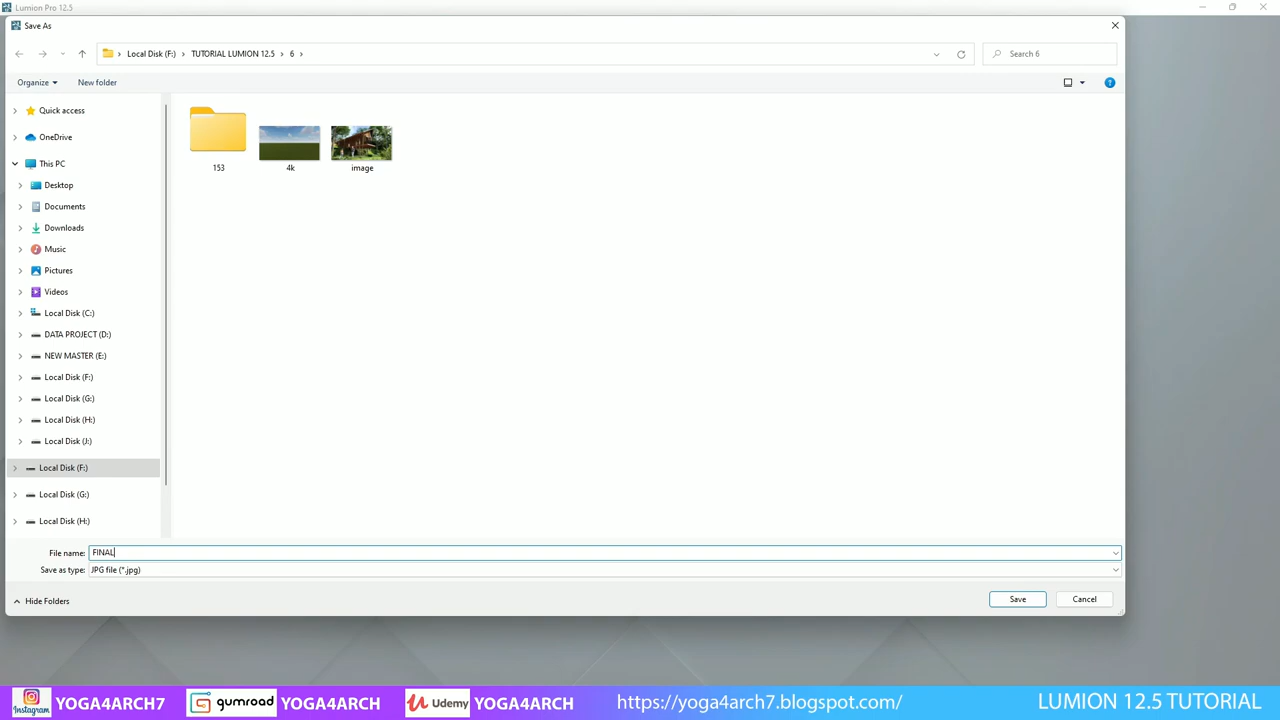 Lumion Pro 12.5
Save As
Local Disk (F:) > TUTORIAL LUMION 12.5 > 6 >
Search 6
Organize
New folder
Quick access
OneDrive
This PC
Desktop
Documents
Downloads
Music
Pictures
Videos
Local Disk (C:)
DATA PROJECT (D:)
NEW MASTER (E:)
Local Disk (F:)
Local Disk (G:)
Local Disk (H:)
Local Disk (J:)
Local Disk (F:)
Local Disk (G:)
Local Disk (H:)
153
4k
image
File name: FINAL
Save as type: JPG file (*.jpg)
Hide Folders
Save
Cancel
Instagram YOGA4ARCH7 gumroad YOGA4ARCH Udemy YOGA4ARCH https://yoga4arch7.blogspot.com/ LUMION 12.5 TUTORIAL